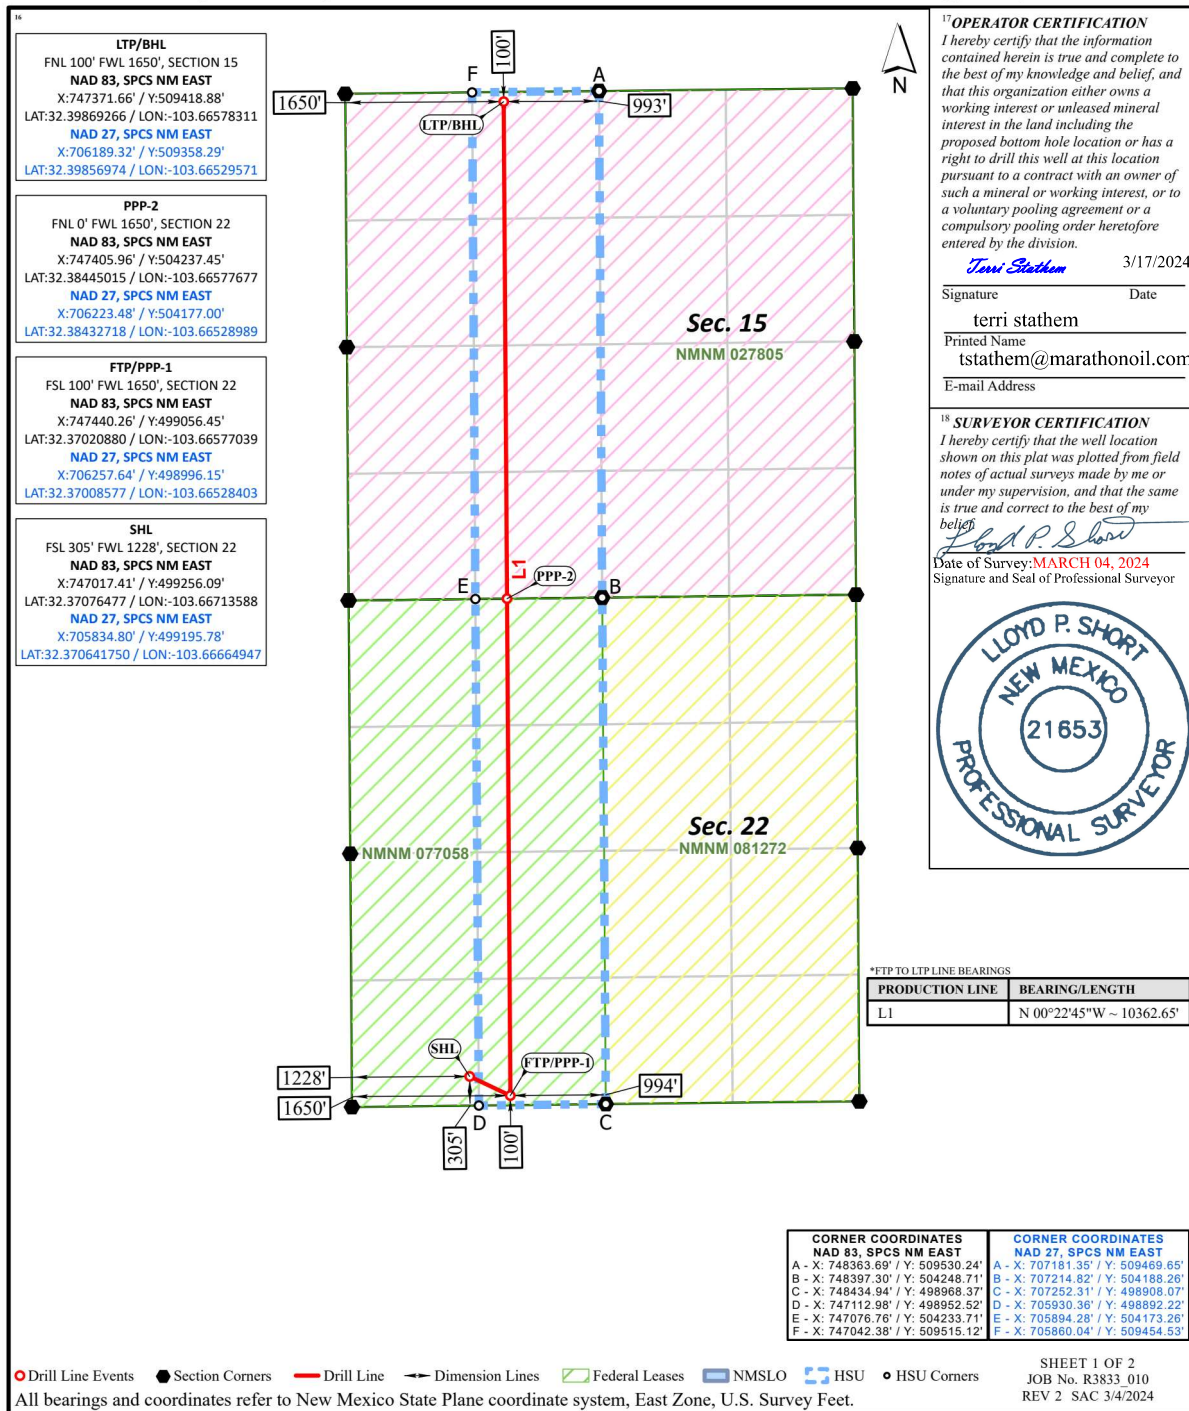 16
LTP/BHL
FNL 100' FWL 1650', SECTION 15
NAD 83, SPCS NM EAST
X:747371.66' / Y:509418.88'
LAT:32.39869266 / LON:-103.66578311
NAD 27, SPCS NM EAST
X:706189.32' / Y:509358.29'
LAT:32.39856974 / LON:-103.66529571
PPP-2
FNL 0' FWL 1650', SECTION 22
NAD 83, SPCS NM EAST
X:747405.96' / Y:504237.45'
LAT:32.38445015 / LON:-103.66577677
NAD 27, SPCS NM EAST
X:706223.48' / Y:504177.00'
LAT:32.38432718 / LON:-103.66528989
FTP/PPP-1
FSL 100' FWL 1650', SECTION 22
NAD 83, SPCS NM EAST
X:747440.26' / Y:499056.45'
LAT:32.37020880 / LON:-103.66577039
NAD 27, SPCS NM EAST
X:706257.64' / Y:498996.15'
LAT:32.37008577 / LON:-103.66528403
SHL
FSL 305' FWL 1228', SECTION 22
NAD 83, SPCS NM EAST
X:747017.41' / Y:499256.09'
LAT:32.37076477 / LON:-103.66713588
NAD 27, SPCS NM EAST
X:705834.80' / Y:499195.78'
LAT:32.370641750 / LON:-103.66664947
100'
F
A
N
1650'
993'
LTP/BHL
Sec. 15
NMNM 027805
L1
PPP-2
E
B
Sec. 22
NMNM 077058
NMNM 081272
SHL
FTP/PPP-1
1228'
994'
1650'
D
C
305'
100'
17 OPERATOR CERTIFICATION
I hereby certify that the information
contained herein is true and complete to
the best of my knowledge and belief, and
that this organization either owns a
working interest or unleased mineral
interest in the land including the
proposed bottom hole location or has a
right to drill this well at this location
pursuant to a contract with an owner of
such a mineral or working interest, or to
a voluntary pooling agreement or a
compulsory pooling order heretofore
entered by the division.
Terri Stathem 3/17/2024
Signature Date
terri stathem
Printed Name
tstathem@marathonoil.com
E-mail Address
18 SURVEYOR CERTIFICATION
I hereby certify that the well location
shown on this plat was plotted from field
notes of actual surveys made by me or
under my supervision, and that the same
is true and correct to the best of my
belief.
Lloyd P. Short
Date of Survey:MARCH 04, 2024
Signature and Seal of Professional Surveyor
LLOYD P. SHORT
NEW MEXICO
21653
PROFESSIONAL SURVEYOR
*FTP TO LTP LINE BEARINGS
PRODUCTION LINE BEARING/LENGTH
L1 N 00°22'45"W ~ 10362.65'
CORNER COORDINATES
NAD 83, SPCS NM EAST
A - X: 748363.69' / Y: 509530.24'
B - X: 748397.30' / Y: 504248.71'
C - X: 748434.94' / Y: 498968.37'
D - X: 747112.98' / Y: 498952.52'
E - X: 747076.76' / Y: 504233.71'
F - X: 747042.38' / Y: 509515.12'
CORNER COORDINATES
NAD 27, SPCS NM EAST
A - X: 707181.35' / Y: 509469.65'
B - X: 707214.82' / Y: 504188.26'
C - X: 707252.31' / Y: 498908.07'
D - X: 705930.36' / Y: 498892.22'
E - X: 705894.28' / Y: 504173.26'
F - X: 705860.04' / Y: 509454.53'
Drill Line Events Section Corners Drill Line Dimension Lines Federal Leases NMSLO HSU HSU Corners
All bearings and coordinates refer to New Mexico State Plane coordinate system, East Zone, U.S. Survey Feet.
SHEET 1 OF 2
JOB No. R3833_010
REV 2 SAC 3/4/2024